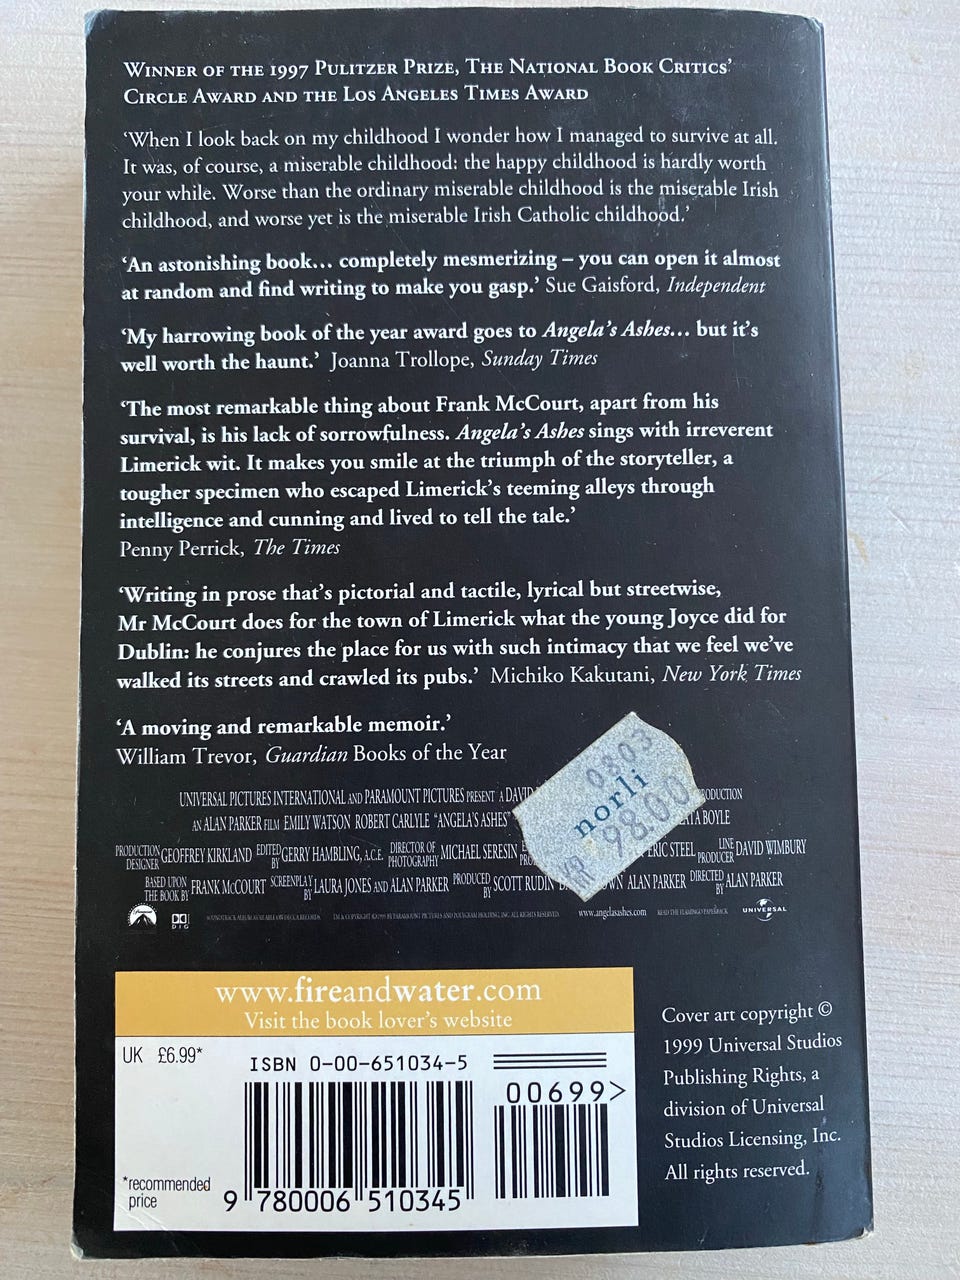 WINNER OF THE 1997 PULITZER PRIZE, THE NATIONAL BOOK CRITICS'
CIRCLE AWARD AND THE LOS ANGELES TIMES AWARD
'When I look back on my childhood I wonder how I managed to survive at all.
It was, of course, a miserable childhood: the happy childhood is hardly worth
your while. Worse than the ordinary miserable childhood is the miserable Irish
childhood, and worse yet is the miserable Irish Catholic childhood.'
'An astonishing book... completely mesmerizing – you can open it almost
at random and find writing to make you gasp.' Sue Gaisford, Independent
'My harrowing book of the year award goes to Angela's Ashes... but it's
well worth the haunt.' Joanna Trollope, Sunday Times
'The most remarkable thing about Frank McCourt, apart from his
survival, is his lack of sorrowfulness. Angela's Ashes sings with irreverent
Limerick wit. It makes you smile at the triumph of the storyteller, a
tougher specimen who escaped Limerick's teeming alleys through
intelligence and cunning and lived to tell the tale.'
Penny Perrick, The Times
'Writing in prose that's pictorial and tactile, lyrical but streetwise,
Mr McCourt does for the town of Limerick what the young Joyce did for
Dublin: he conjures the place for us with such intimacy that we feel we've
walked its streets and crawled its pubs.' Michiko Kakutani, New York Times
'A moving and remarkable memoir.'
William Trevor, Guardian Books of the Year
0803
norli
98.00
UNIVERSAL PICTURES INTERNATIONAL AND PARAMOUNT PICTURES PRESENT A DAVID
AN ALAN PARKER FILM EMILY WATSON ROBERT CARLYLE "ANGELA'S ASHES" BOYLE
PRODUCTION DESIGNER GEOFFREY KIRKLAND EDITED BY GERRY HAMBLING, A.C.E. DIRECTOR OF PHOTOGRAPHY MICHAEL SERESIN ERIC STEEL LINE PRODUCER DAVID WIMBURY
BASED UPON THE BOOK BY FRANK McCOURT SCREENPLAY BY LAURA JONES AND ALAN PARKER PRODUCED BY SCOTT RUDIN ALAN PARKER DIRECTED BY ALAN PARKER
SOUNDTRACK ALBUM AVAILABLE ON DECCA RECORDS www.angelasashes.com READ THE FLAMINGO PAPERBACK UNIVERSAL
www.fireandwater.com
Visit the book lover's website
UK £6.99*
ISBN 0-00-651034-5
00699>
*recommended
price
9 780006 510345
Cover art copyright ©
1999 Universal Studios
Publishing Rights, a
division of Universal
Studios Licensing, Inc.
All rights reserved.